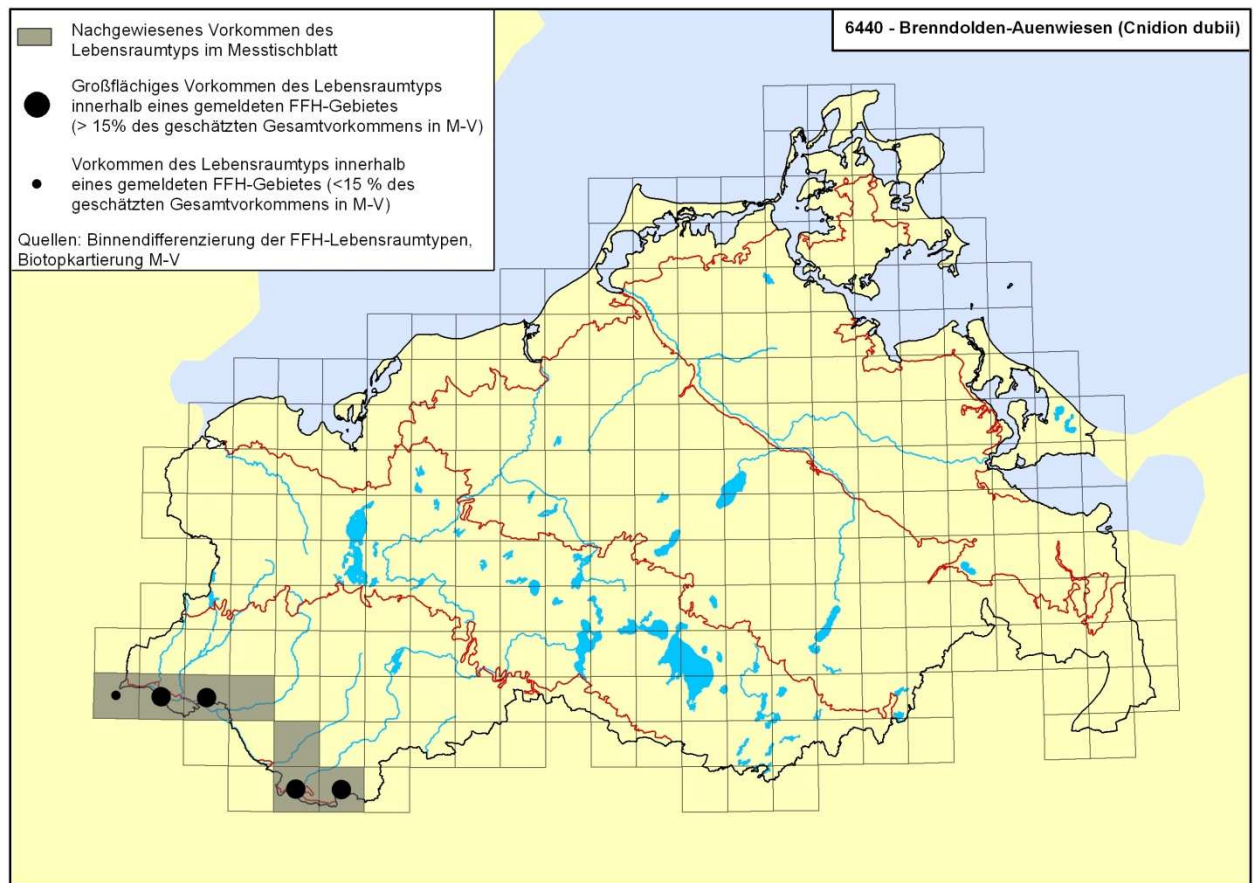 Nachgewiesenes Vorkommen des
Lebensraumtyps im Messtischblatt
Großflächiges Vorkommen des Lebensraumtyps
innerhalb eines gemeldeten FFH-Gebietes
(> 15% des geschätzten Gesamtvorkommens in M-V)
Vorkommen des Lebensraumtyps innerhalb
eines gemeldeten FFH-Gebietes (<15 % des
geschätzten Gesamtvorkommens in M-V)
Quellen: Binnendifferenzierung der FFH-Lebensraumtypen,
Biotopkartierung M-V
6440 - Brenndolden-Auenwiesen (Cnidion dubii)